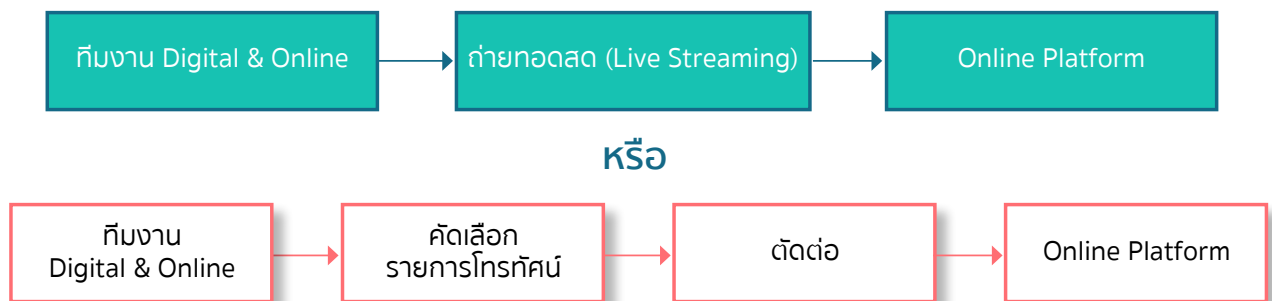 ทีมงาน Digital & Online
ถ่ายทอดสด (Live Streaming)
Online Platform
หรือ
ทีมงาน
Digital & Online
คัดเลือก
รายการโทรทัศน์
ตัดต่อ
Online Platform